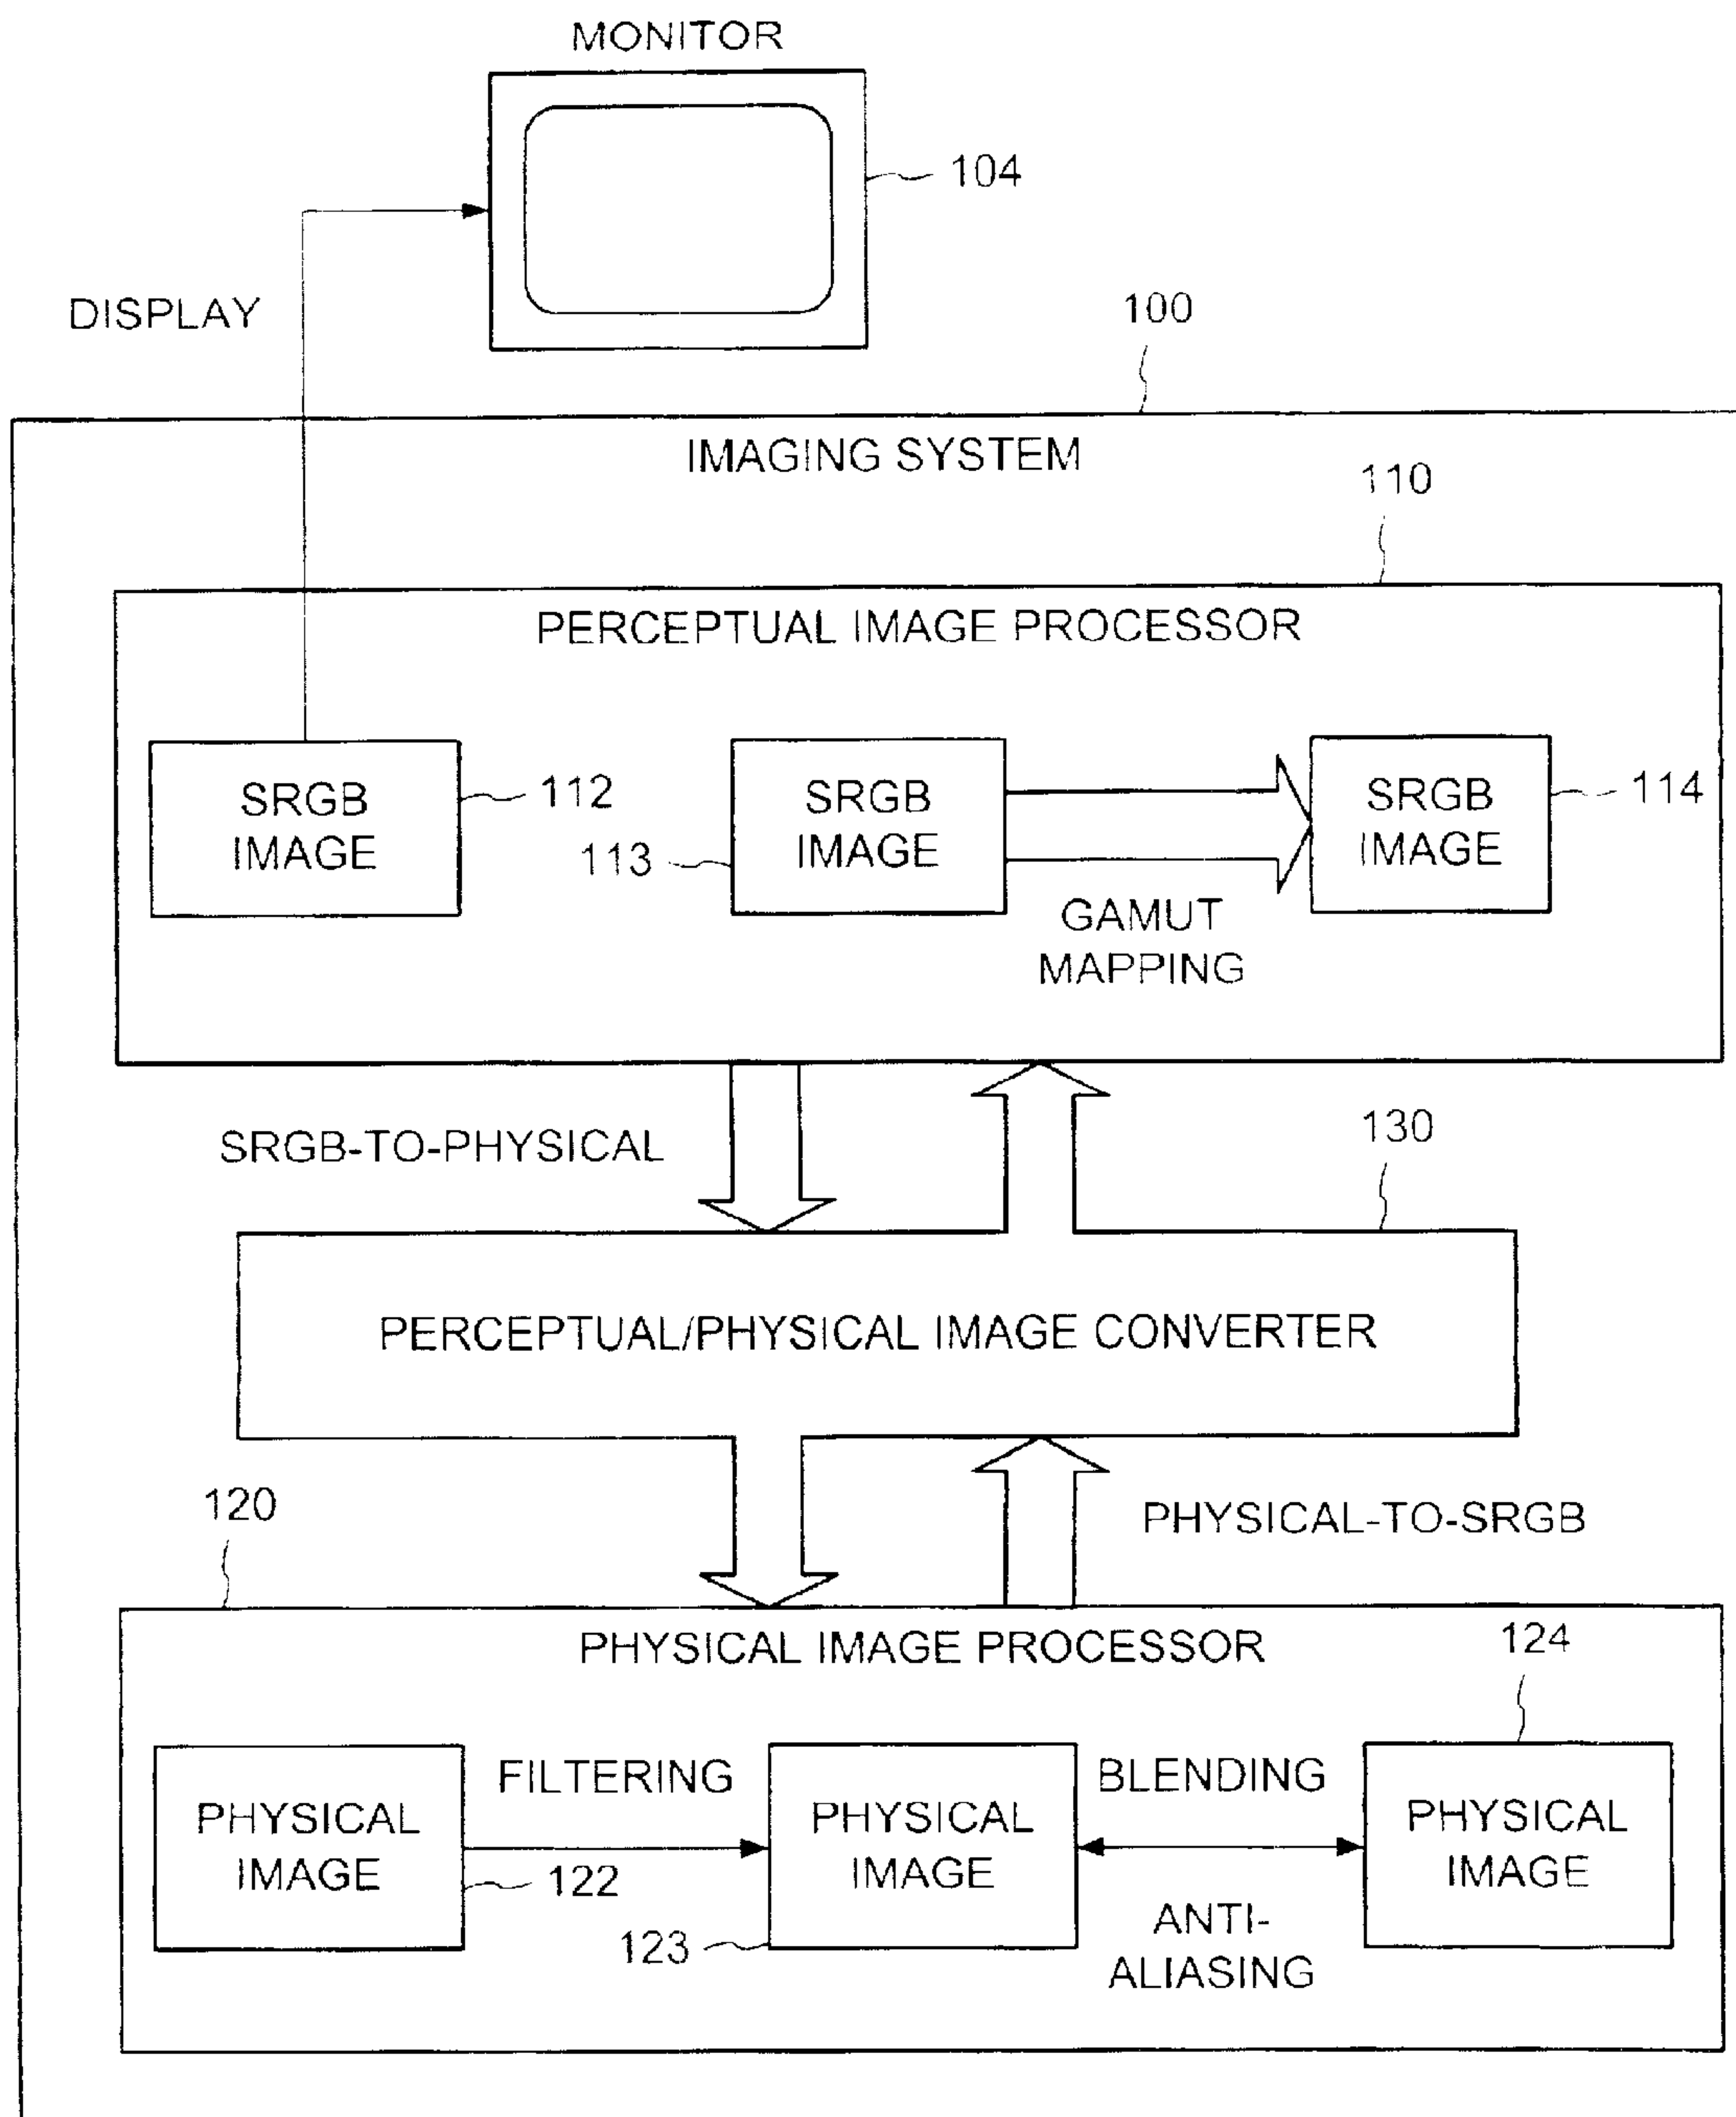 MONITOR
104
DISPLAY
100
IMAGING SYSTEM
110
PERCEPTUAL IMAGE PROCESSOR
SRGB
IMAGE
112
113
SRGB
IMAGE
SRGB
IMAGE
114
GAMUT
MAPPING
SRGB-TO-PHYSICAL
130
PERCEPTUAL/PHYSICAL IMAGE CONVERTER
120
PHYSICAL-TO-SRGB
PHYSICAL IMAGE PROCESSOR
124
PHYSICAL
IMAGE
122
FILTERING
123
PHYSICAL
IMAGE
BLENDING
ANTI-
ALIASING
PHYSICAL
IMAGE